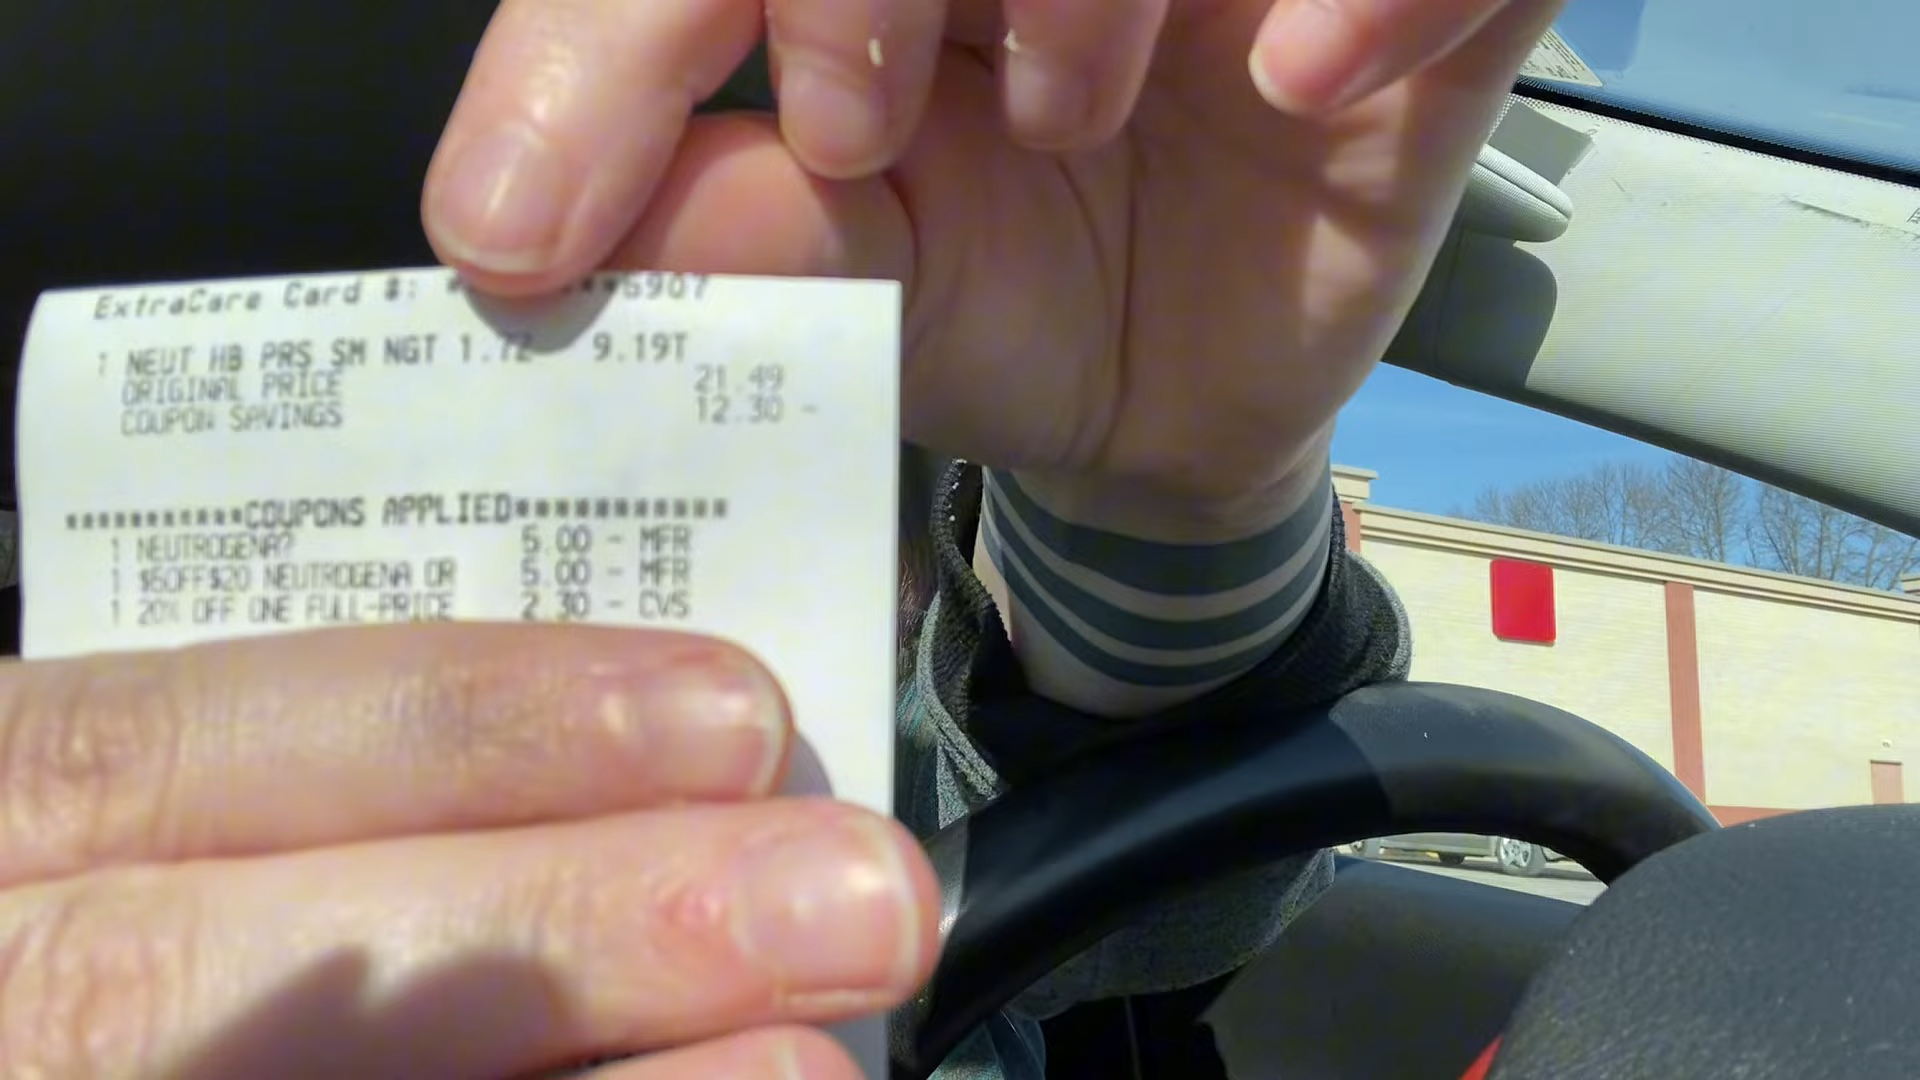 ExtraCare Card #: *6907
1 NEUT HB PRS SM NGT 1.72 9.19T
ORIGINAL PRICE 21.49
COUPON SAVINGS 12.30 -
***********COUPONS APPLIED***********
1 NEUTROGENA? 5.00 - MFR
1 $5OFF$20 NEUTROGENA OR 5.00 - MFR
1 20% OFF ONE FULL-PRICE 2.30 - CVS